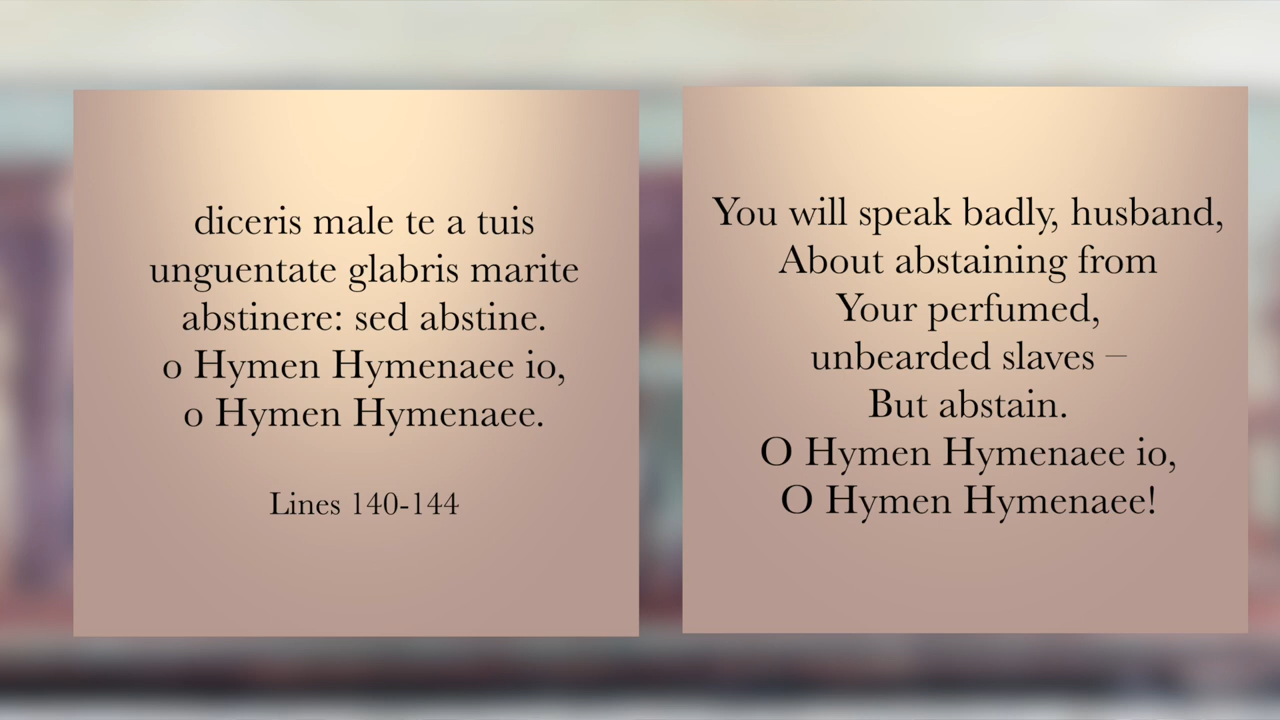 diceris male te a tuis
unguentate glabris marite
abstinere: sed abstine.
o Hymen Hymenaee io,
o Hymen Hymenaee.
Lines 140-144
You will speak badly, husband,
About abstaining from
Your perfumed,
unbearded slaves –
But abstain.
O Hymen Hymenaee io,
O Hymen Hymenaee!